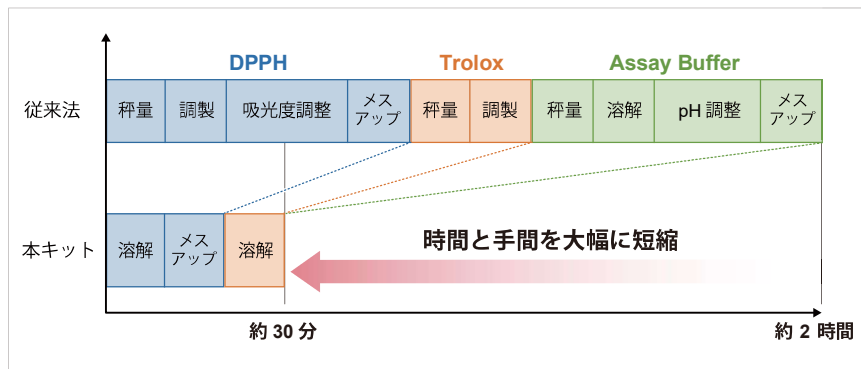 DPPH
Trolox
Assay Buffer
従来法
秤量
調製
吸光度調整
メス
アップ
秤量
調製
秤量
溶解
pH 調整
メス
アップ
本キット
溶解
メス
アップ
溶解
時間と手間を大幅に短縮
約 30 分
約 2 時間